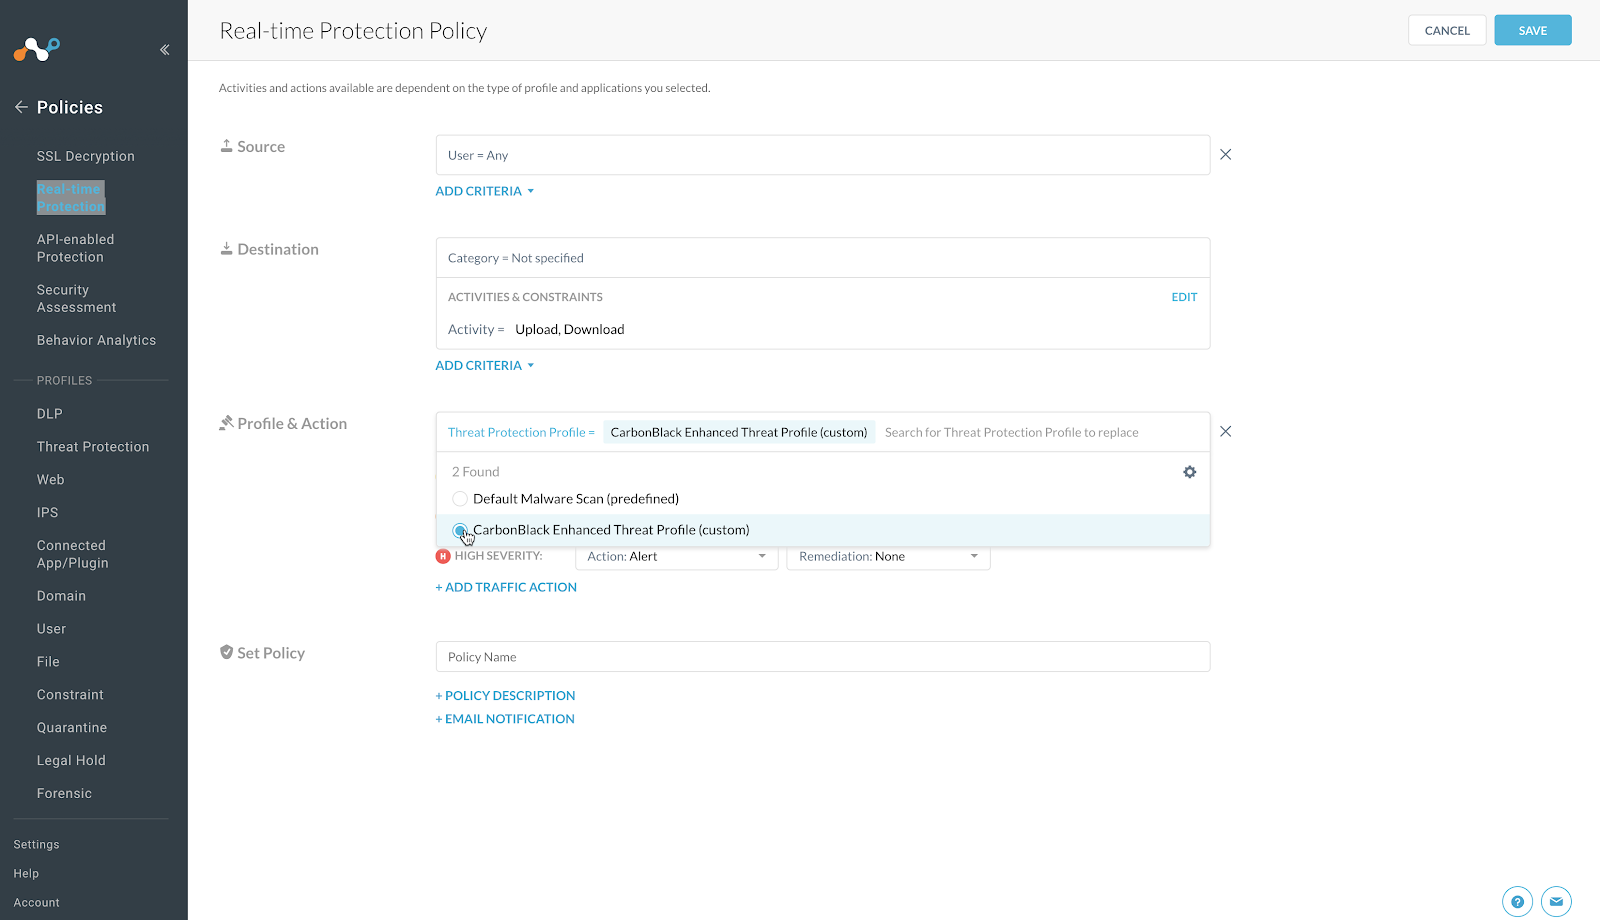 Real-time Protection Policy
CANCEL
SAVE
Policies
SSL Decryption
Real-time
Protection
API-enabled
Protection
Security
Assessment
Behavior Analytics
PROFILES
DLP
Threat Protection
Web
IPS
Connected
App/Plugin
Domain
User
File
Constraint
Quarantine
Legal Hold
Forensic
Settings
Help
Account
Activities and actions available are dependent on the type of profile and applications you selected.
Source
User = Any
ADD CRITERIA
Destination
Category = Not specified
ACTIVITIES & CONSTRAINTS
EDIT
Activity = Upload, Download
ADD CRITERIA
Profile & Action
Threat Protection Profile = CarbonBlack Enhanced Threat Profile (custom) Search for Threat Protection Profile to replace
2 Found
Default Malware Scan (predefined)
CarbonBlack Enhanced Threat Profile (custom)
H HIGH SEVERITY: Action: Alert Remediation: None
+ ADD TRAFFIC ACTION
Set Policy
Policy Name
+ POLICY DESCRIPTION
+ EMAIL NOTIFICATION
?